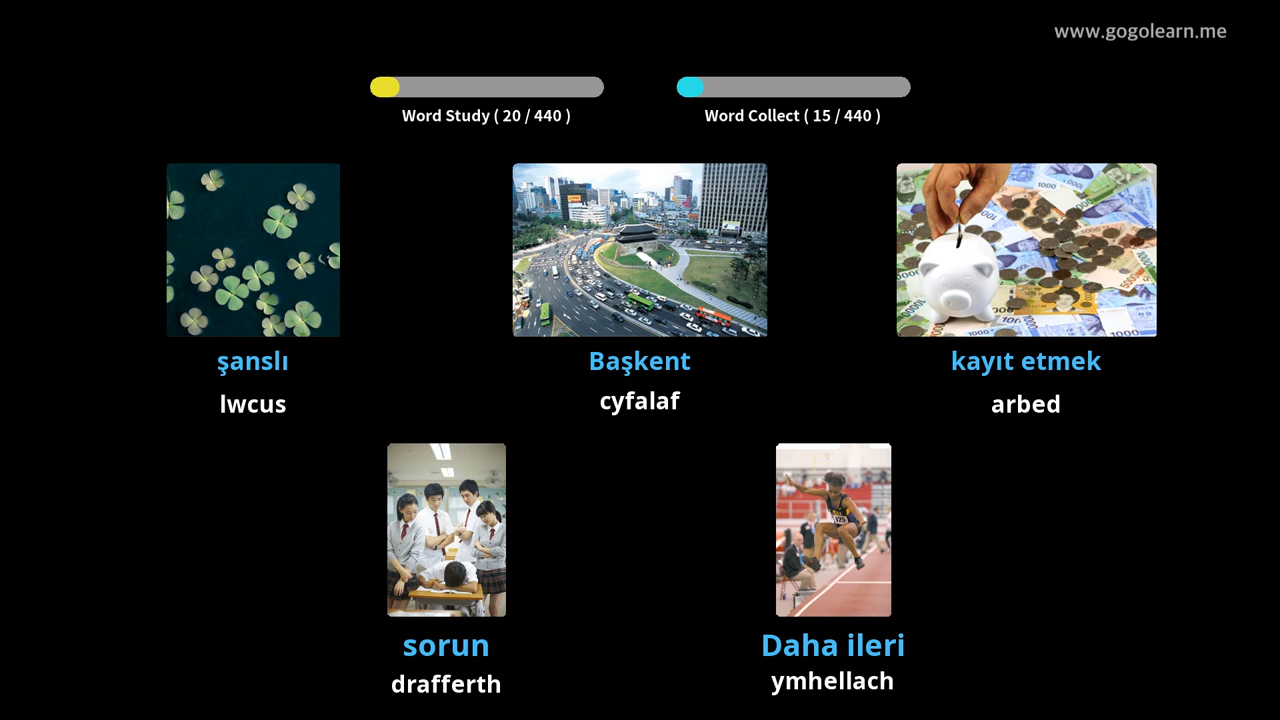 www.gogolearn.me
Word Study ( 20 / 440 )
Word Collect ( 15 / 440 )
şanslı
lwcus
Başkent
cyfalaf
kayıt etmek
arbed
sorun
drafferth
Daha ileri
ymhellach